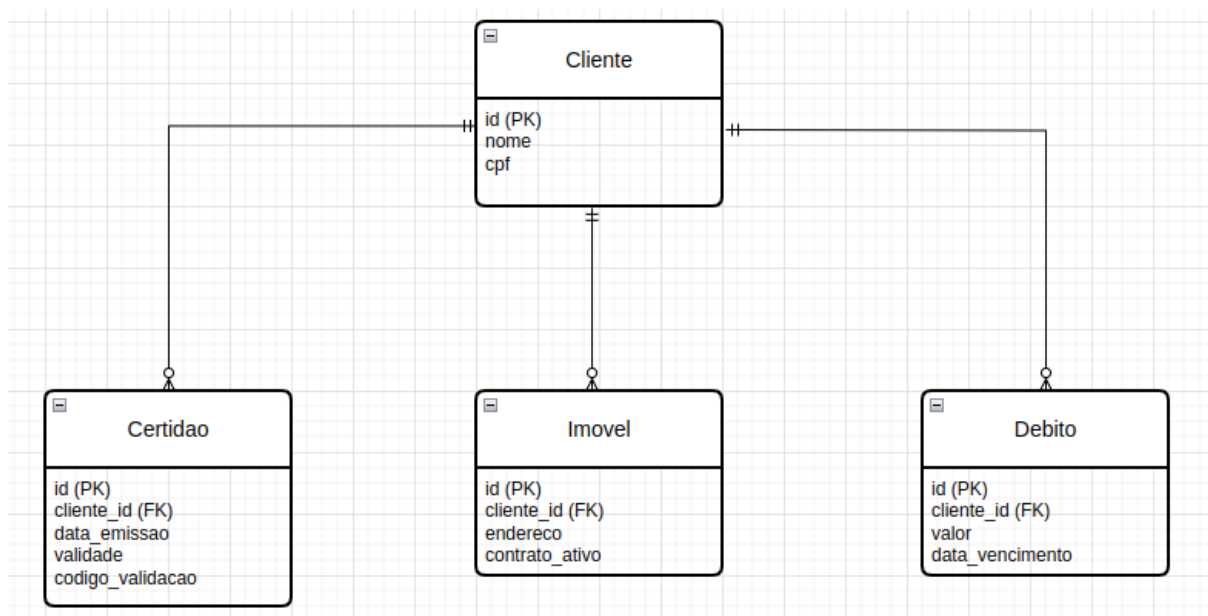 Cliente
id (PK)
nome
cpf
Certidao
id (PK)
cliente_id (FK)
data_emissao
validade
codigo_validacao
Imovel
id (PK)
cliente_id (FK)
endereco
contrato_ativo
Debito
id (PK)
cliente_id (FK)
valor
data_vencimento